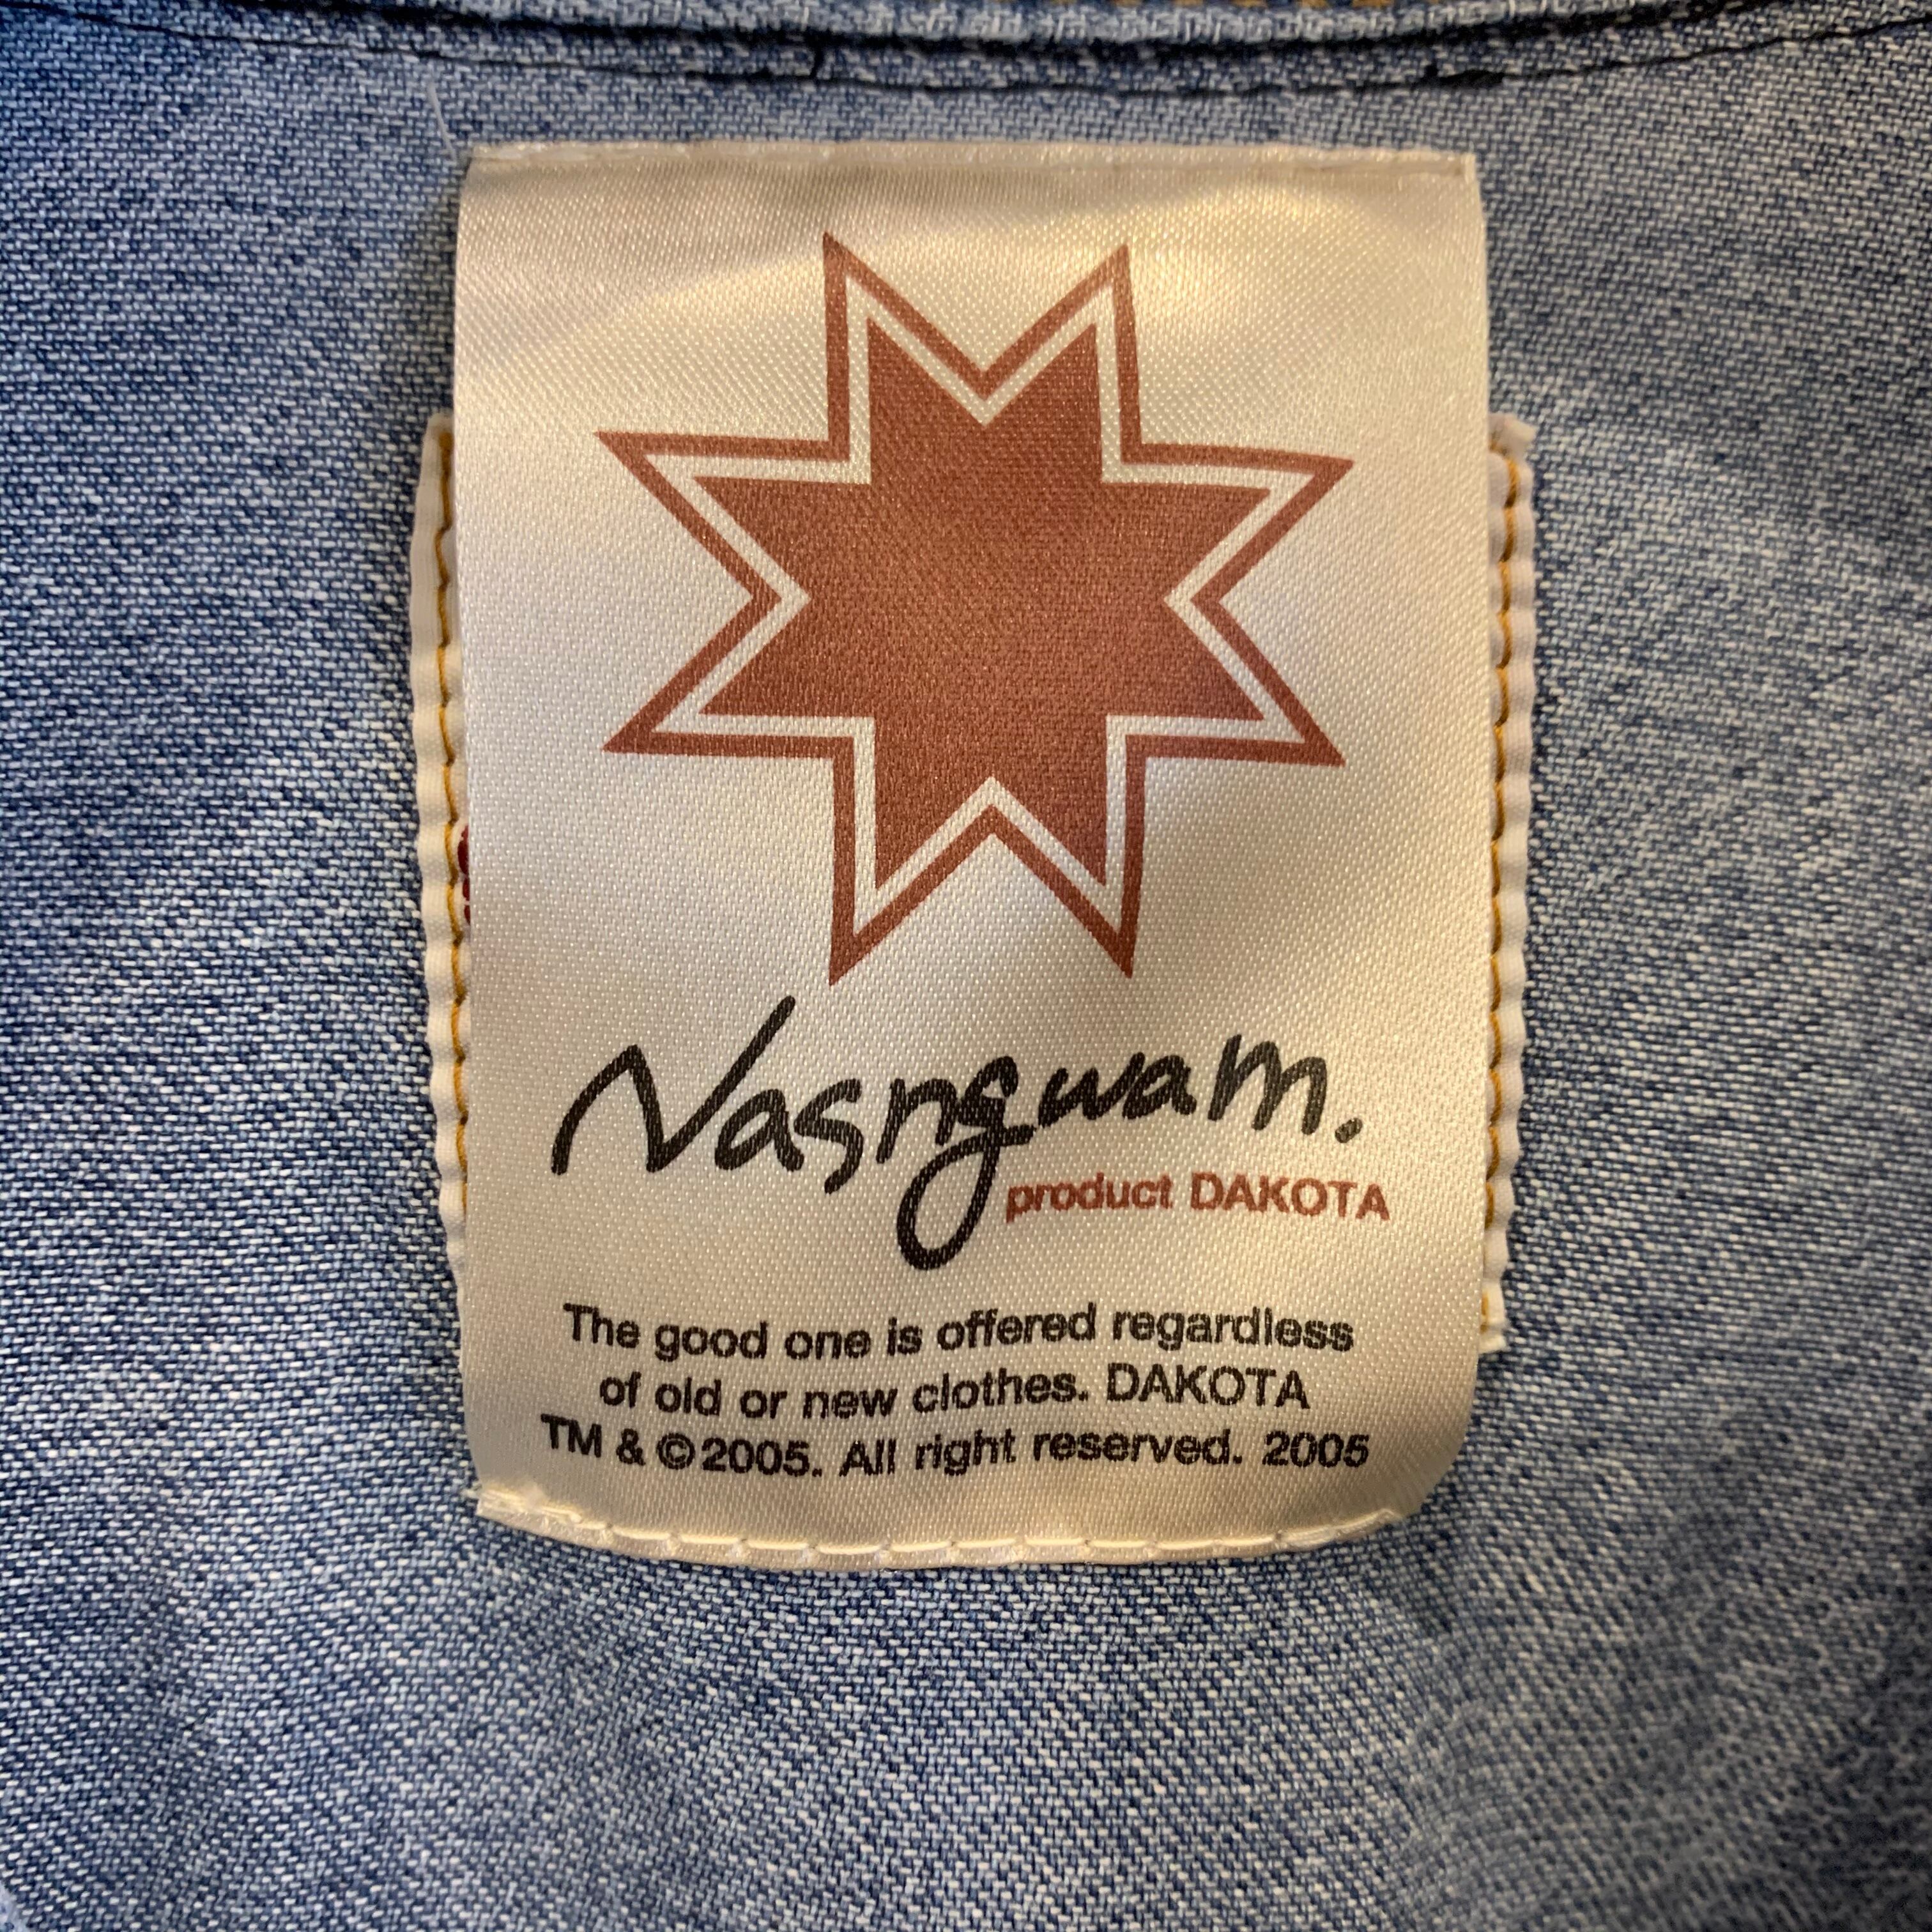 Nasngwam.
product DAKOTA
The good one is offered regardless
of old or new clothes. DAKOTA
TM & ©2005. All right reserved. 2005